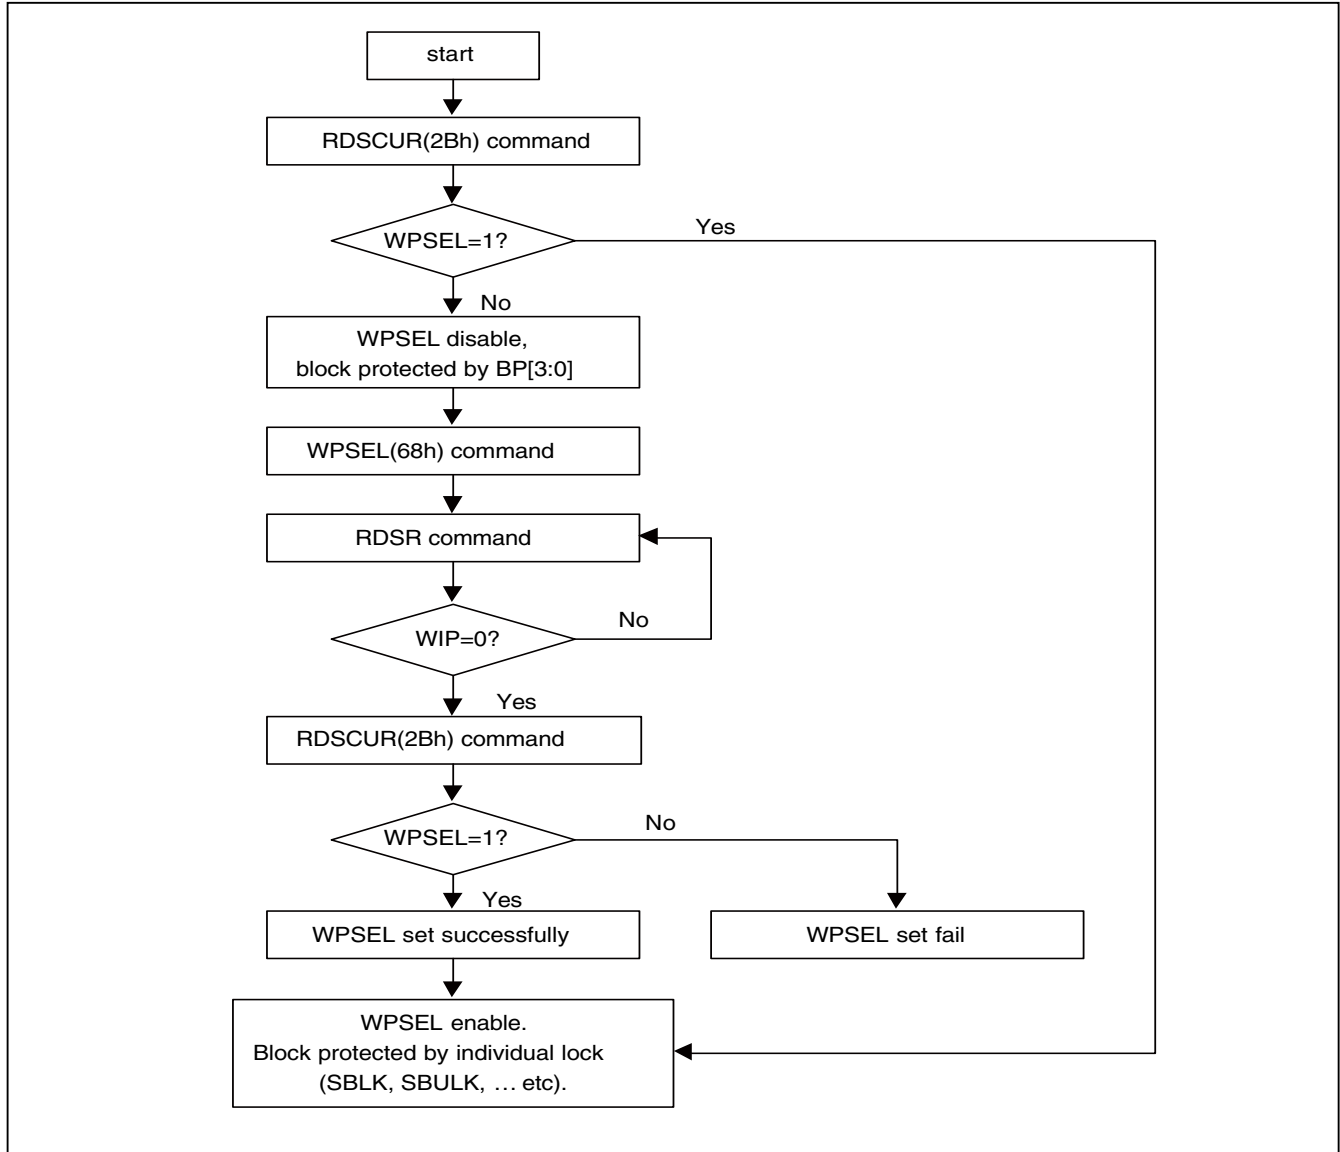 start
RDSCUR(2Bh) command
WPSEL=1?
Yes
No
WPSEL disable,
block protected by BP[3:0]
WPSEL(68h) command
RDSR command
WIP=0?
No
Yes
RDSCUR(2Bh) command
WPSEL=1?
No
Yes
WPSEL set successfully
WPSEL set fail
WPSEL enable.
Block protected by individual lock
(SBLK, SBULK, … etc).